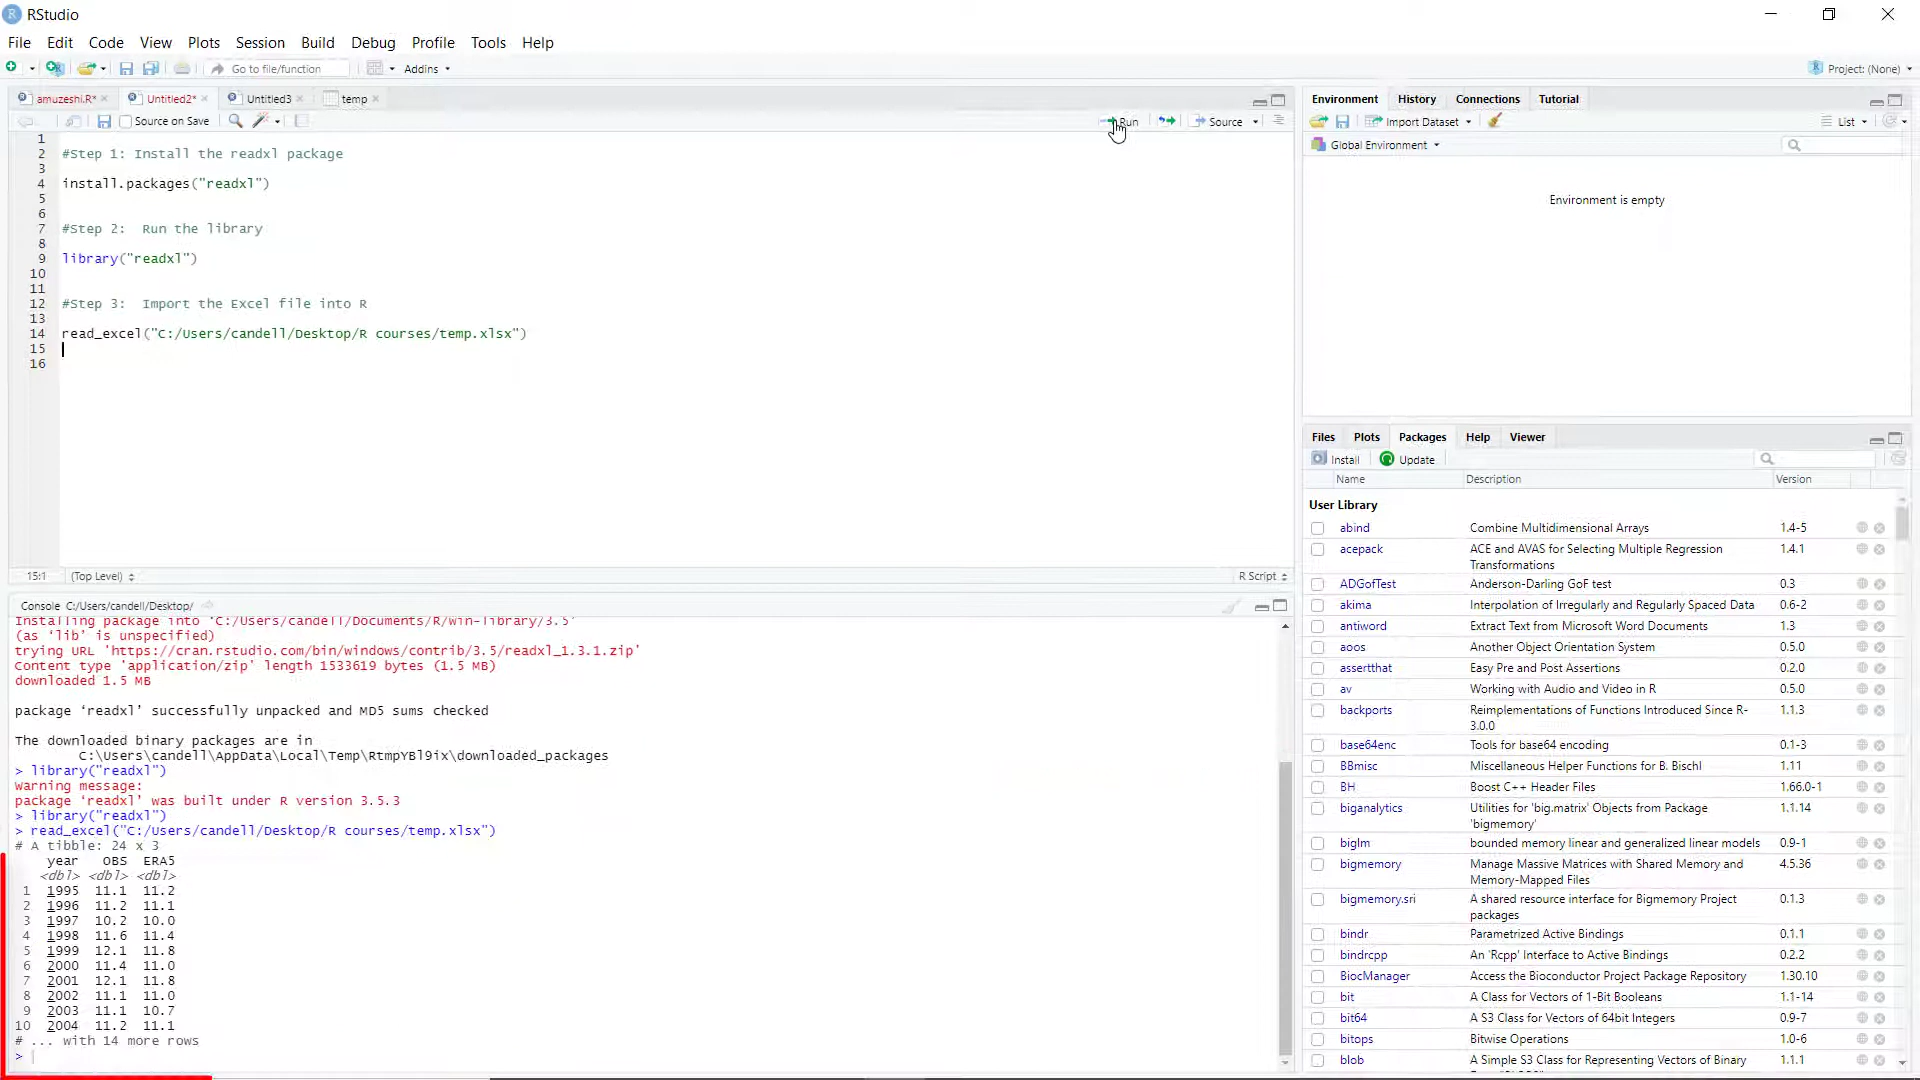 RStudio
File Edit Code View Plots Session Build Debug Profile Tools Help
Go to file/function Addins Project: (None)
amuzeshi.R* Untitled2* Untitled3 temp
Source on Save Run Source
1
2 #Step 1: Install the readxl package
3
4 install.packages("readxl")
5
6
7 #Step 2:  Run the library
8
9 library("readxl")
10
11
12 #Step 3:  Import the Excel file into R
13
14 read_excel("C:/Users/candell/Desktop/R courses/temp.xlsx")
15
16
15:1 (Top Level) R Script
Console C:/Users/candell/Desktop/
Installing package into ‘C:/Users/candell/Documents/R/win-library/3.5’
(as ‘lib’ is unspecified)
trying URL 'https://cran.rstudio.com/bin/windows/contrib/3.5/readxl_1.3.1.zip'
Content type 'application/zip' length 1533619 bytes (1.5 MB)
downloaded 1.5 MB
package ‘readxl’ successfully unpacked and MD5 sums checked
The downloaded binary packages are in
C:\Users\candell\AppData\Local\Temp\RtmpYBl9ix\downloaded_packages
> library("readxl")
Warning message:
package ‘readxl’ was built under R version 3.5.3
> library("readxl")
> read_excel("C:/Users/candell/Desktop/R courses/temp.xlsx")
# A tibble: 24 x 3
year OBS ERA5
<dbl> <dbl> <dbl>
1 1995 11.1 11.2
2 1996 11.2 11.1
3 1997 10.2 10.0
4 1998 11.6 11.4
5 1999 12.1 11.8
6 2000 11.4 11.0
7 2001 12.1 11.8
8 2002 11.1 11.0
9 2003 11.1 10.7
10 2004 11.2 11.1
# ... with 14 more rows
>
Environment History Connections Tutorial
Import Dataset List
Global Environment
Environment is empty
Files Plots Packages Help Viewer
Install Update
Name Description Version
User Library
abind Combine Multidimensional Arrays 1.4-5
acepack ACE and AVAS for Selecting Multiple Regression 1.4.1
Transformations
ADGofTest Anderson-Darling GoF test 0.3
akima Interpolation of Irregularly and Regularly Spaced Data 0.6-2
antiword Extract Text from Microsoft Word Documents 1.3
aoos Another Object Orientation System 0.5.0
assertthat Easy Pre and Post Assertions 0.2.0
av Working with Audio and Video in R 0.5.0
backports Reimplementations of Functions Introduced Since R- 1.1.3
3.0.0
base64enc Tools for base64 encoding 0.1-3
BBmisc Miscellaneous Helper Functions for B. Bischl 1.11
BH Boost C++ Header Files 1.66.0-1
biganalytics Utilities for 'big.matrix' Objects from Package 1.1.14
'bigmemory'
biglm bounded memory linear and generalized linear models 0.9-1
bigmemory Manage Massive Matrices with Shared Memory and 4.5.36
Memory-Mapped Files
bigmemory.sri A shared resource interface for Bigmemory Project 0.1.3
packages
bindr Parametrized Active Bindings 0.1.1
bindrcpp An 'Rcpp' Interface to Active Bindings 0.2.2
BiocManager Access the Bioconductor Project Package Repository 1.30.10
bit A Class for Vectors of 1-Bit Booleans 1.1-14
bit64 A S3 Class for Vectors of 64bit Integers 0.9-7
bitops Bitwise Operations 1.0-6
blob A Simple S3 Class for Representing Vectors of Binary 1.1.1